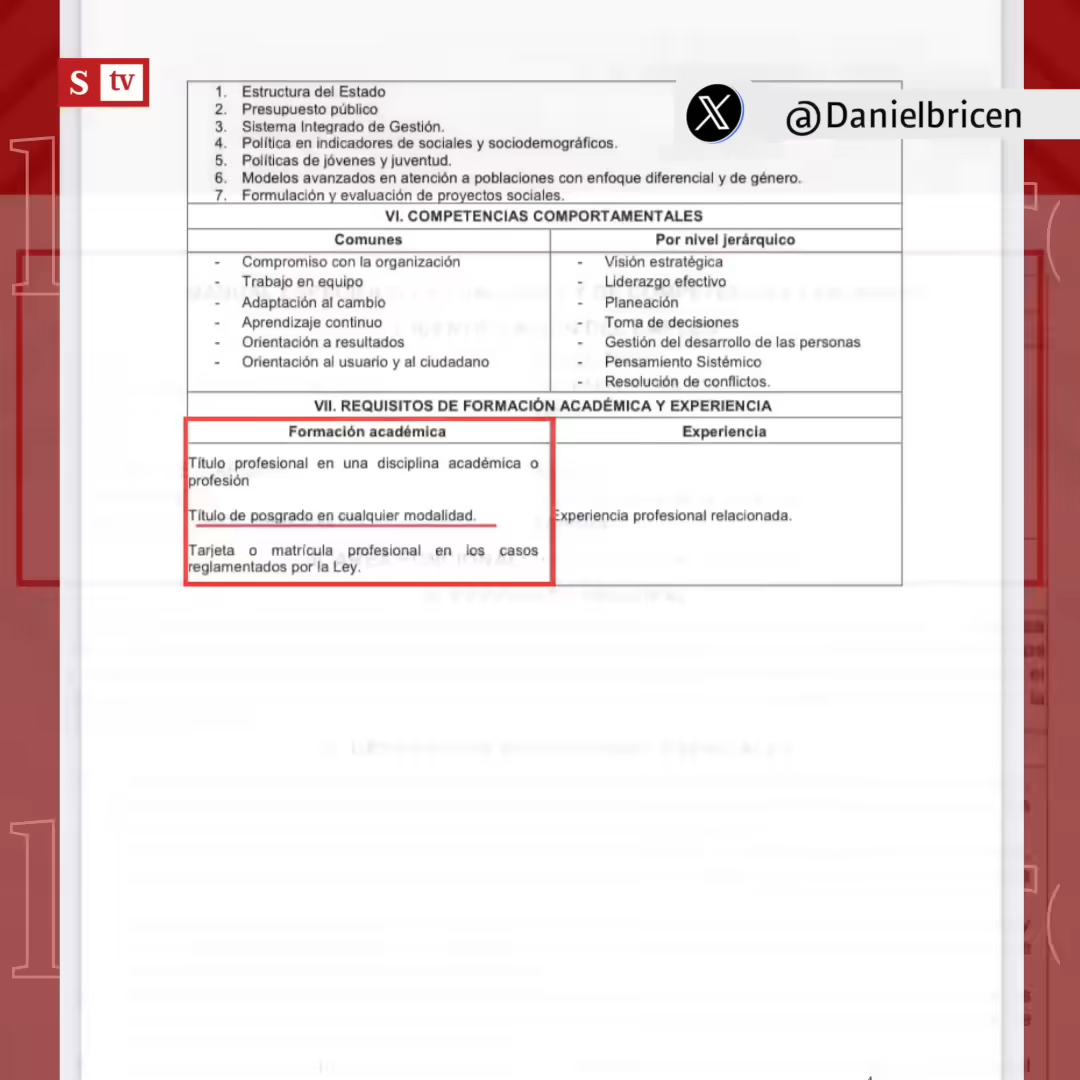 S tv
@Danielbricen
1. Estructura del Estado
2. Presupuesto público
3. Sistema Integrado de Gestión.
4. Política en indicadores de sociales y sociodemográficos.
5. Políticas de jóvenes y juventud.
6. Modelos avanzados en atención a poblaciones con enfoque diferencial y de género.
7. Formulación y evaluación de proyectos sociales.
VI. COMPETENCIAS COMPORTAMENTALES
Comunes
- Compromiso con la organización
- Trabajo en equipo
- Adaptación al cambio
- Aprendizaje continuo
- Orientación a resultados
- Orientación al usuario y al ciudadano
Por nivel jerárquico
- Visión estratégica
- Liderazgo efectivo
- Planeación
- Toma de decisiones
- Gestión del desarrollo de las personas
- Pensamiento Sistémico
- Resolución de conflictos.
VII. REQUISITOS DE FORMACIÓN ACADÉMICA Y EXPERIENCIA
Formación académica
Título profesional en una disciplina académica o
profesión
Título de posgrado en cualquier modalidad.
Tarjeta o matrícula profesional en los casos
reglamentados por la Ley.
Experiencia
Experiencia profesional relacionada.